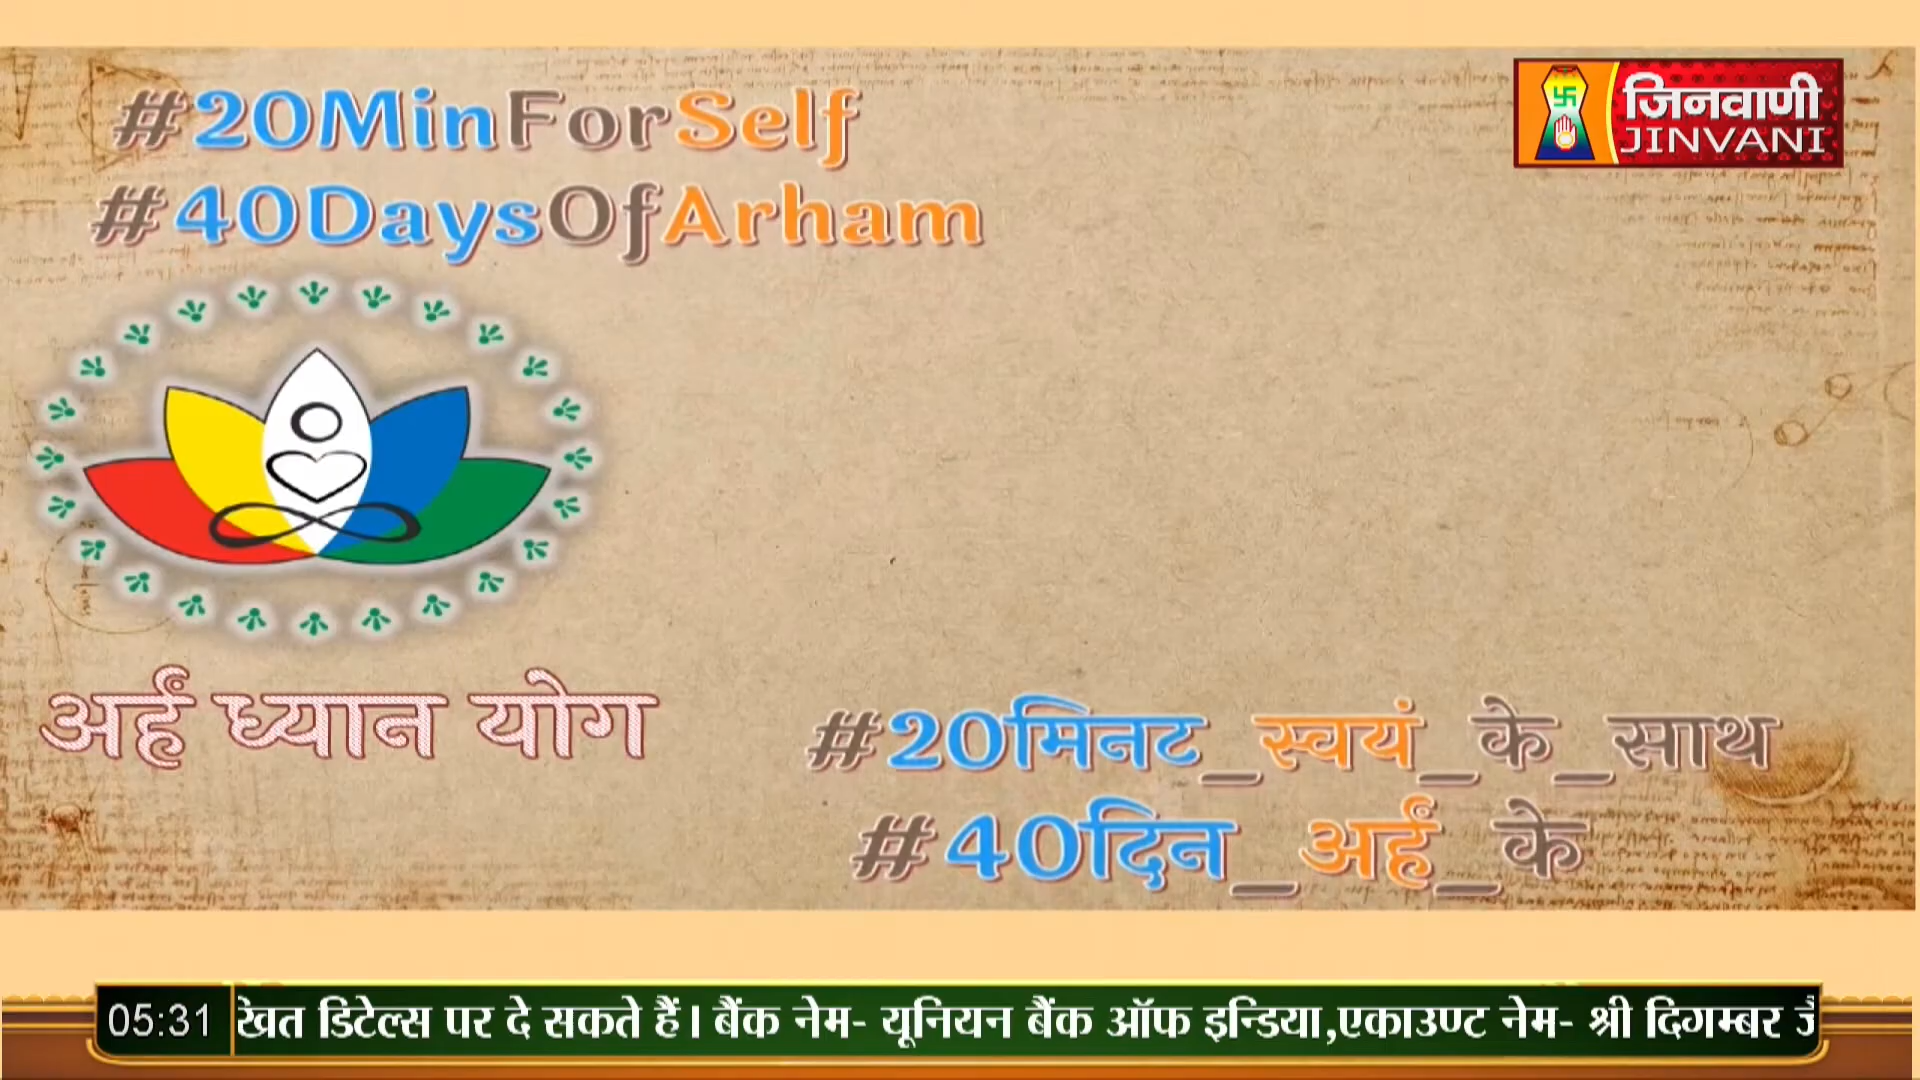 #20MinForSelf
जिनवाणी
JINVANI
#40DaysOfArham
अर्हं ध्यान योग
#20मिनट_स्वयं_के_साथ
#40दिन_अर्हं_के
05:31
डिटेल्स पर दे सकते हैं। बैंक नेम- यूनियन बैंक ऑफ इन्डिया,एकाउण्ट नेम- श्री दिगम्बर